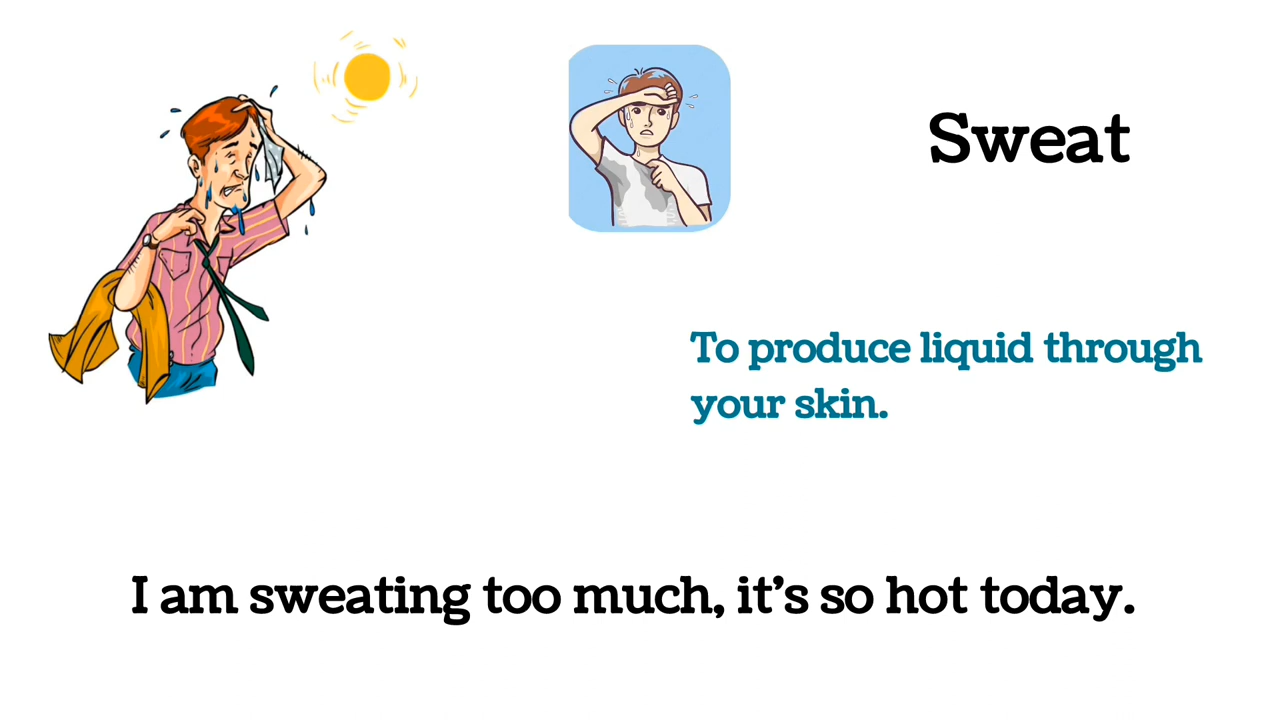 Sweat
To produce liquid through
your skin.
I am sweating too much, it's so hot today.